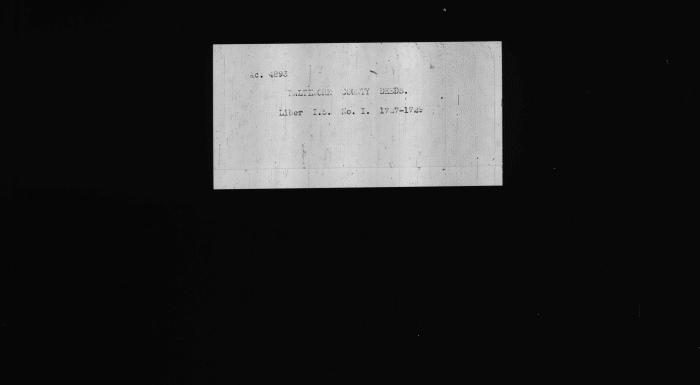 Ac. 4893
BALTIMORE COUNTY DEEDS.
Liber I.S. No. I. 1727-1729